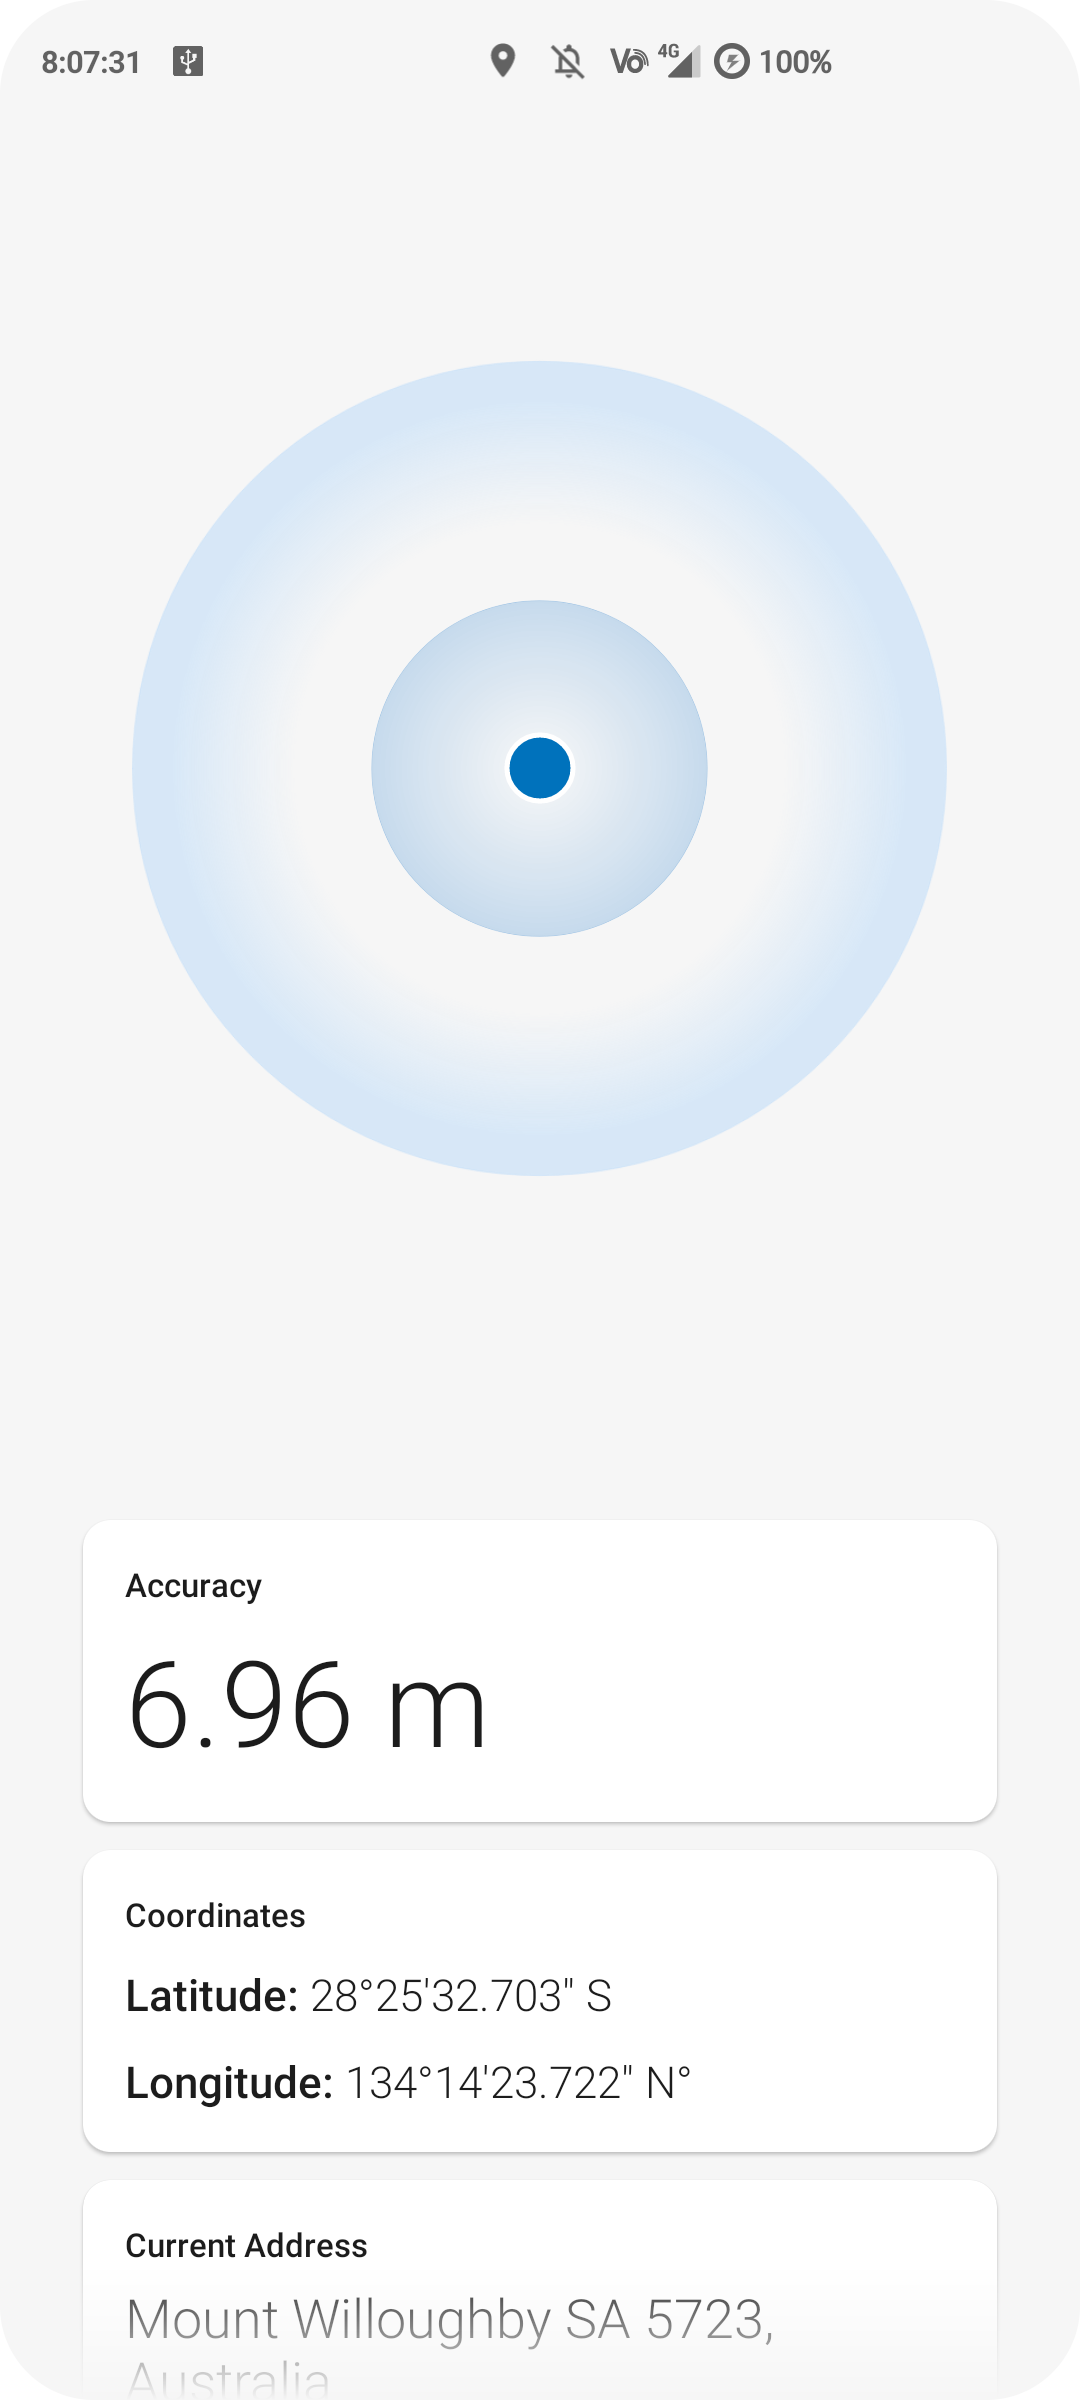 8:07:31
4G
100%
Accuracy
6.96 m
Coordinates
Latitude: 28°25'32.703" S
Longitude: 134°14'23.722" N°
Current Address
Mount Willoughby SA 5723,
Australia